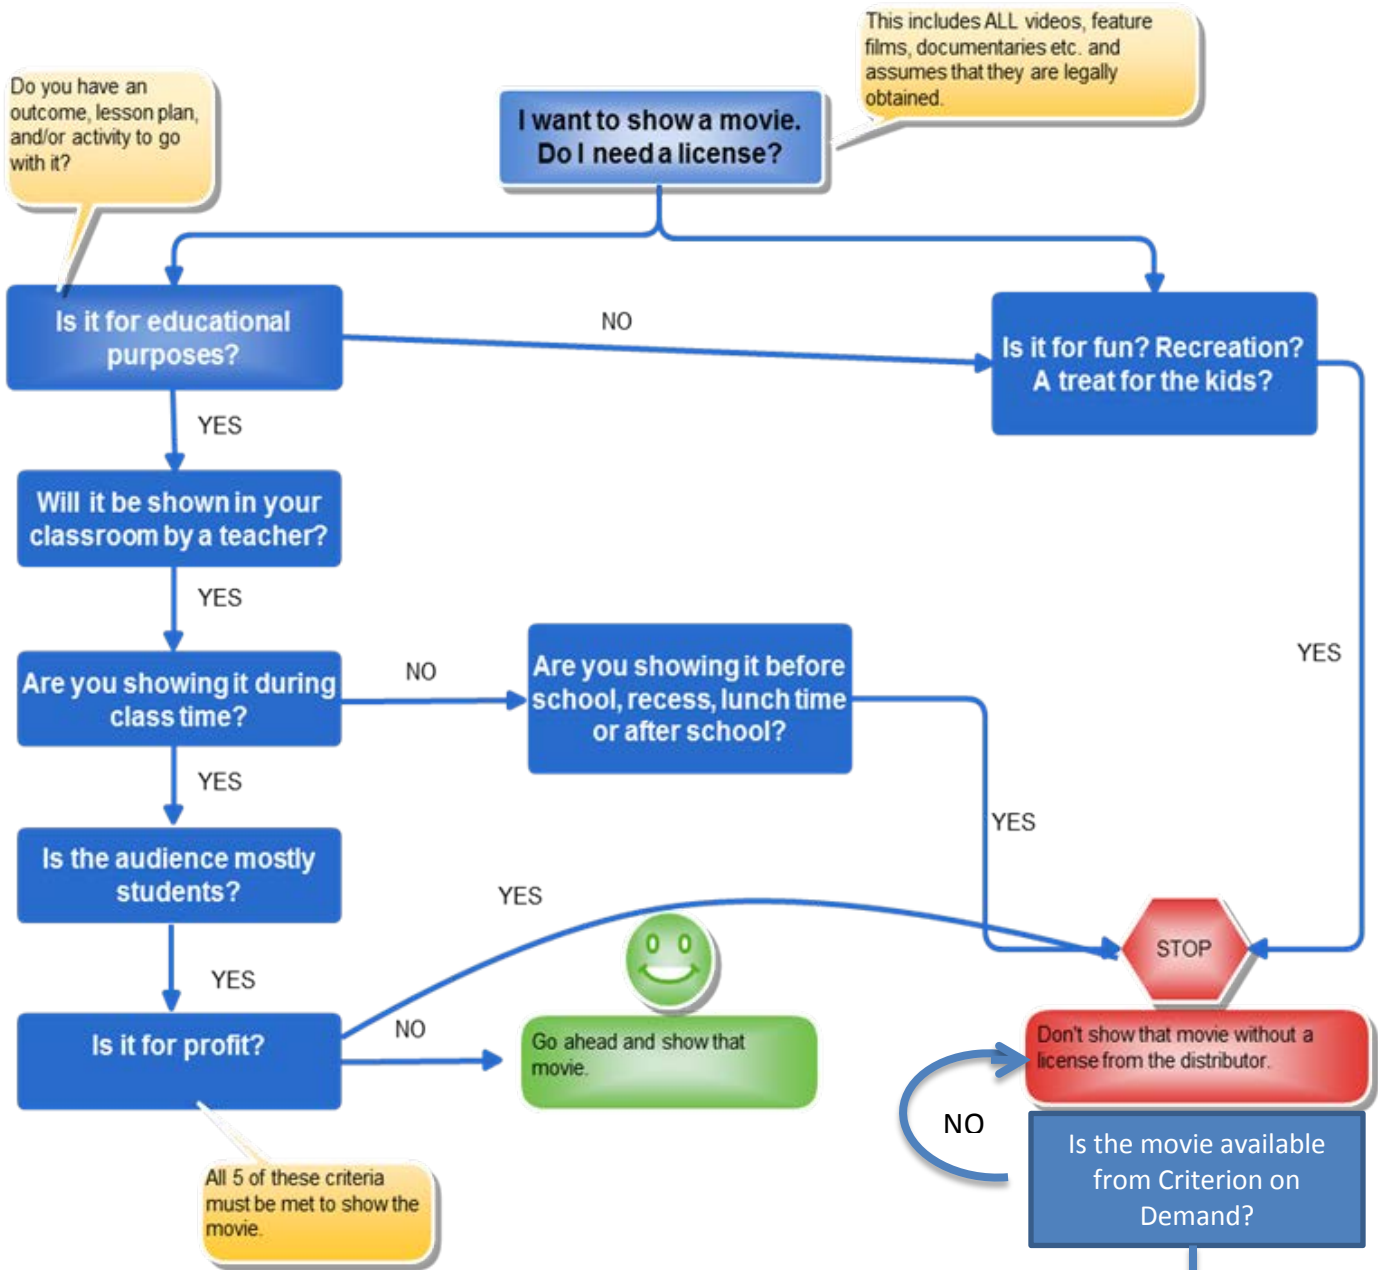 This includes ALL videos, feature
films, documentaries etc. and
assumes that they are legally
obtained.
Do you have an
outcome, lesson plan,
and/or activity to go
with it?
I want to show a movie.
Do I need a license?
Is it for educational
purposes?
NO
Is it for fun? Recreation?
A treat for the kids?
YES
Will it be shown in your
classroom by a teacher?
YES
Are you showing it during
class time?
NO
Are you showing it before
school, recess, lunch time
or after school?
YES
YES
YES
Is the audience mostly
students?
YES
YES
STOP
Is it for profit?
NO
Go ahead and show that
movie.
Don't show that movie without a
license from the distributor.
NO
Is the movie available
from Criterion on
Demand?
All 5 of these criteria
must be met to show the
movie.